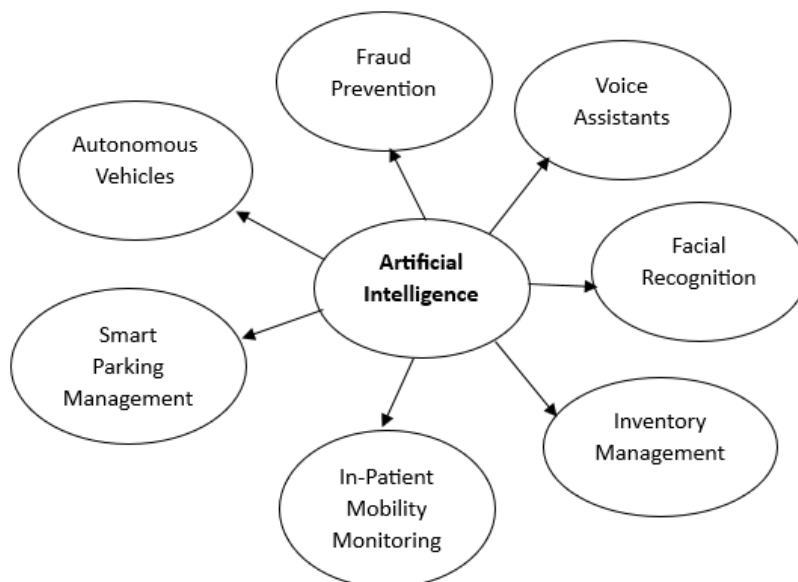 Fraud
Prevention
Voice
Assistants
Autonomous
Vehicles
Facial
Recognition
Artificial
Intelligence
Smart
Parking
Management
Inventory
Management
In-Patient
Mobility
Monitoring